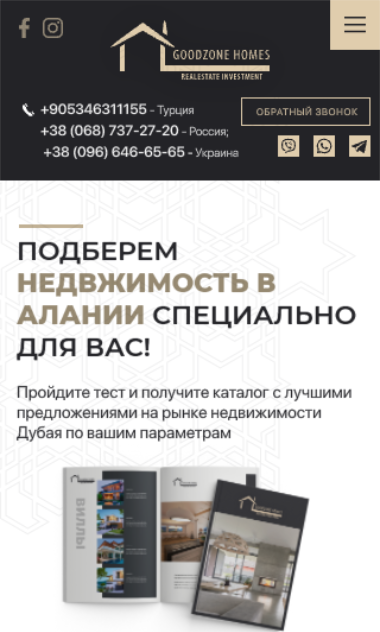 GOODZONE HOMES
REALESTATE INVESTMENT
+905346311155 - Турция
+38 (068) 737-27-20 - Россия;
+38 (096) 646-65-65 - Украина
ОБРАТНЫЙ ЗВОНОК
ПОДБЕРЕМ
НЕДВЖИМОСТЬ В
АЛАНИИ СПЕЦИАЛЬНО
ДЛЯ ВАС!
Пройдите тест и получите каталог с лучшими
предложениями на рынке недвижимости
Дубая по вашим параметрам
ВИЛЛЫ